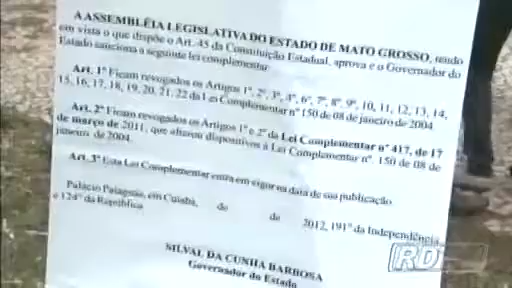 A ASSEMBLÉIA LEGISLATIVA DO ESTADO DE MATO GROSSO, tendo
em vista o que dispõe o Art. 45 da Constituição Estadual, aprova e o Governador do
Estado sanciona a seguinte lei complementar:
Art. 1º Ficam revogados os Artigos 1º, 2º, 3º, 4º, 6º, 7º, 8º, 9º, 10, 11, 12, 13, 14,
15, 16, 17, 18, 19, 20, 21, 22 da Lei Complementar nº 150 de 08 de janeiro de 2004.
Art. 2º Ficam revogados os Artigos 1º e 2º da Lei Complementar nº 417, de 17
de março de 2011, que alteram dispositivos à Lei Complementar nº. 150 de 08 de
janeiro de 2004.
Art. 3º Esta Lei Complementar entra em vigor na data de sua publicação.
Palácio Paiaguás, em Cuiabá, de de 2012, 191º da Independência
e 124º da República.
SILVAL DA CUNHA BARBOSA
Governador do Estado
RD